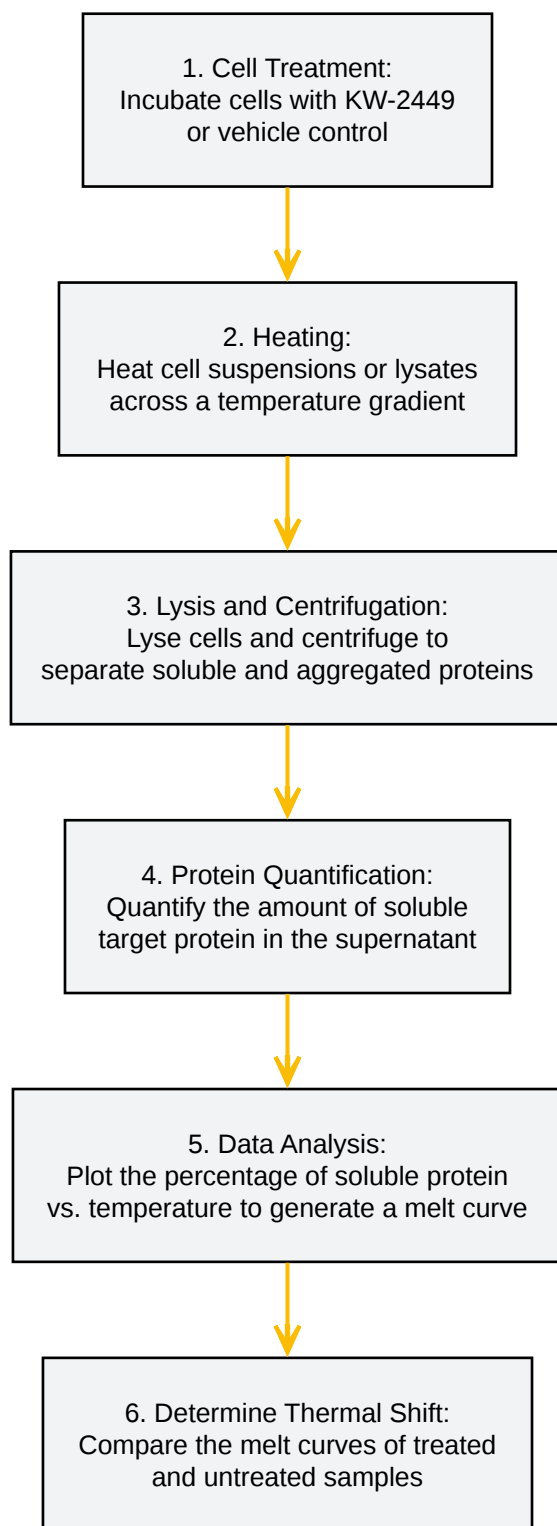 1. Cell Treatment:
Incubate cells with KW-2449
or vehicle control
2. Heating:
Heat cell suspensions or lysates
across a temperature gradient
3. Lysis and Centrifugation:
Lyse cells and centrifuge to
separate soluble and aggregated proteins
4. Protein Quantification:
Quantify the amount of soluble
target protein in the supernatant
5. Data Analysis:
Plot the percentage of soluble protein
vs. temperature to generate a melt curve
6. Determine Thermal Shift:
Compare the melt curves of treated
and untreated samples